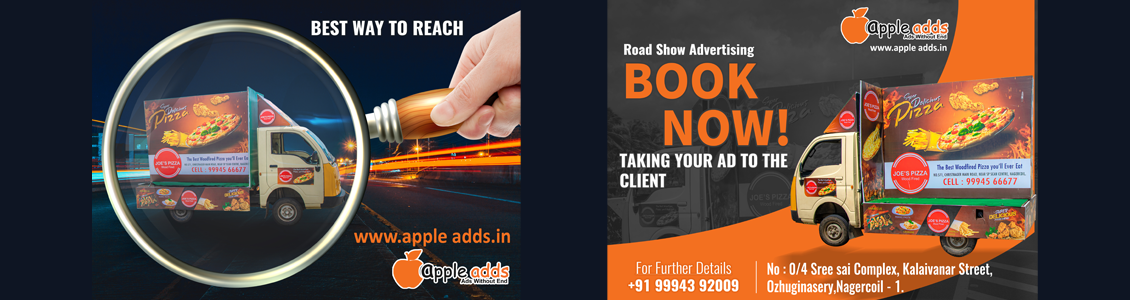 BEST WAY TO REACH
Super
Delicious
Pizza
JOE'S PIZZA
The Best Woodfired Pizza you'll Ever Eat
CELL : 99945 66677
www.apple adds.in
apple adds
Ads Without End
apple adds
Ads Without End
www.apple adds.in
Road Show Advertising
BOOK
NOW!
TAKING YOUR AD TO THE
CLIENT
Delicious
Pizza
JOE'S PIZZA
Wood Fired
The Best Woodfired Pizza you'll Ever Eat
CELL : 99945 66677
JOE'S PIZZA
For Further Details
+91 99943 92009
No : 0/4 Sree sai Complex, Kalaivanar Street,
Ozhuginasery,Nagercoil - 1.